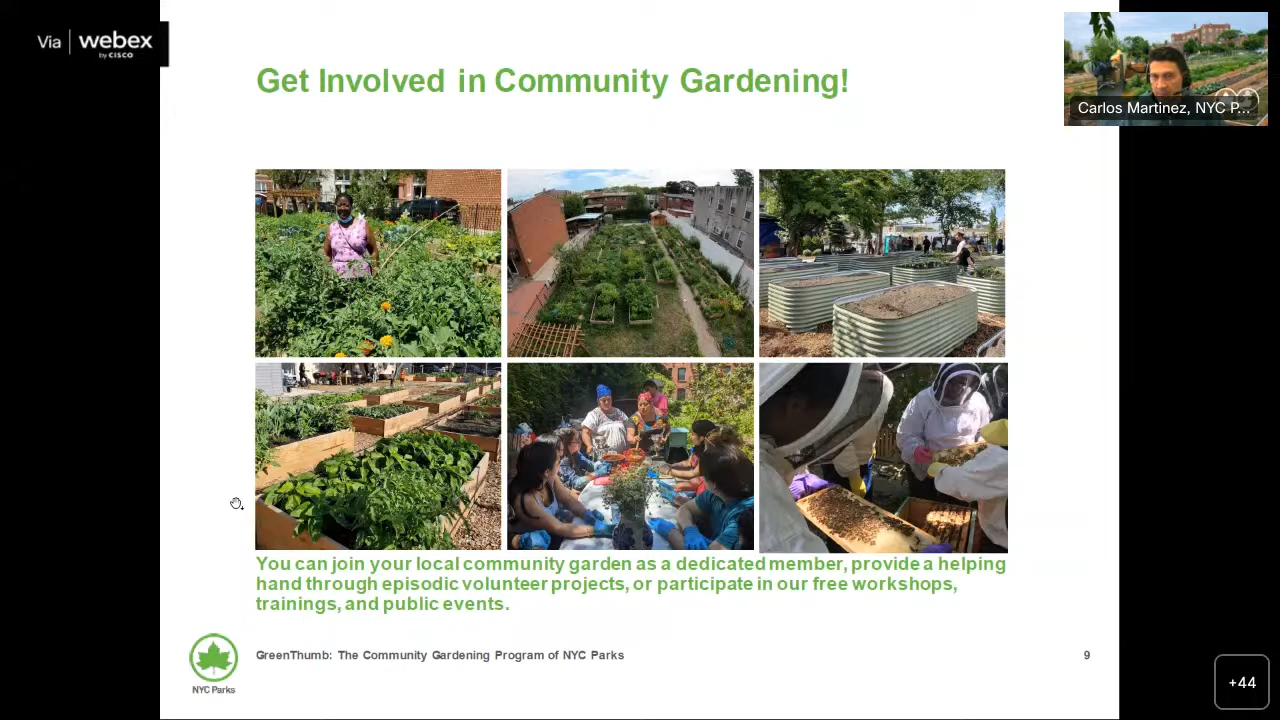 Via | webex
by CISCO
Get Involved in Community Gardening!
Carlos Martinez, NYC P...
You can join your local community garden as a dedicated member, provide a helping
hand through episodic volunteer projects, or participate in our free workshops,
trainings, and public events.
GreenThumb: The Community Gardening Program of NYC Parks
9
NYC Parks
+44